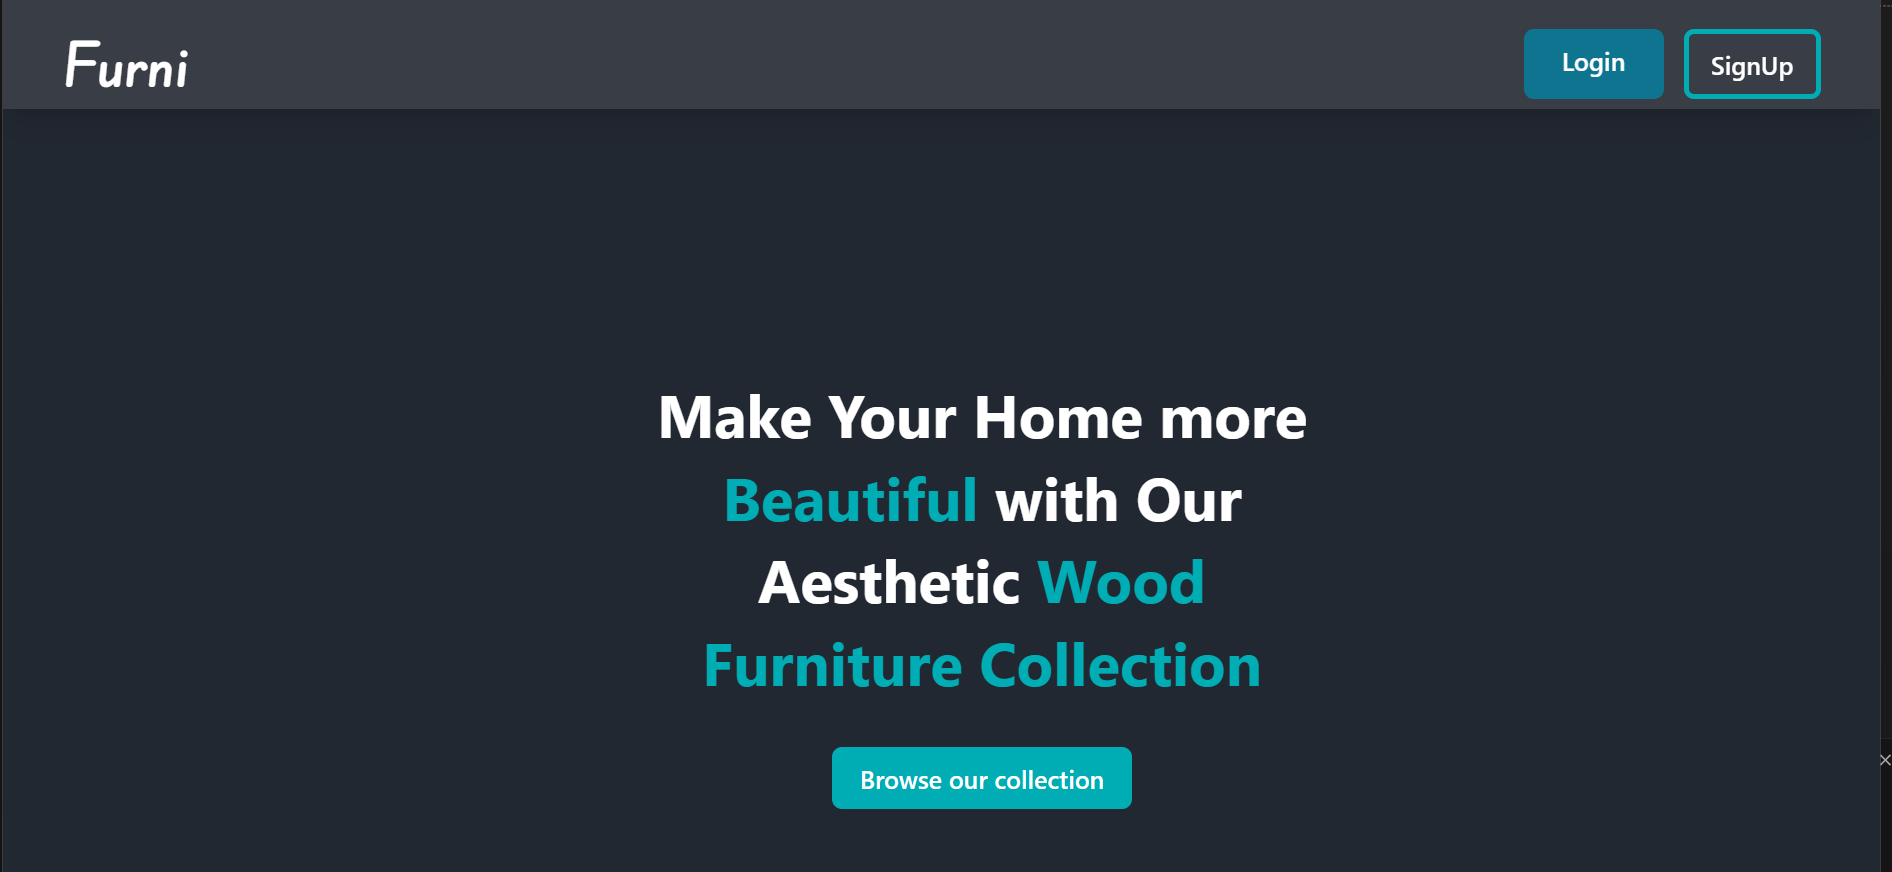 Furni
Login
SignUp
Make Your Home more
Beautiful with Our
Aesthetic Wood
Furniture Collection
Browse our collection